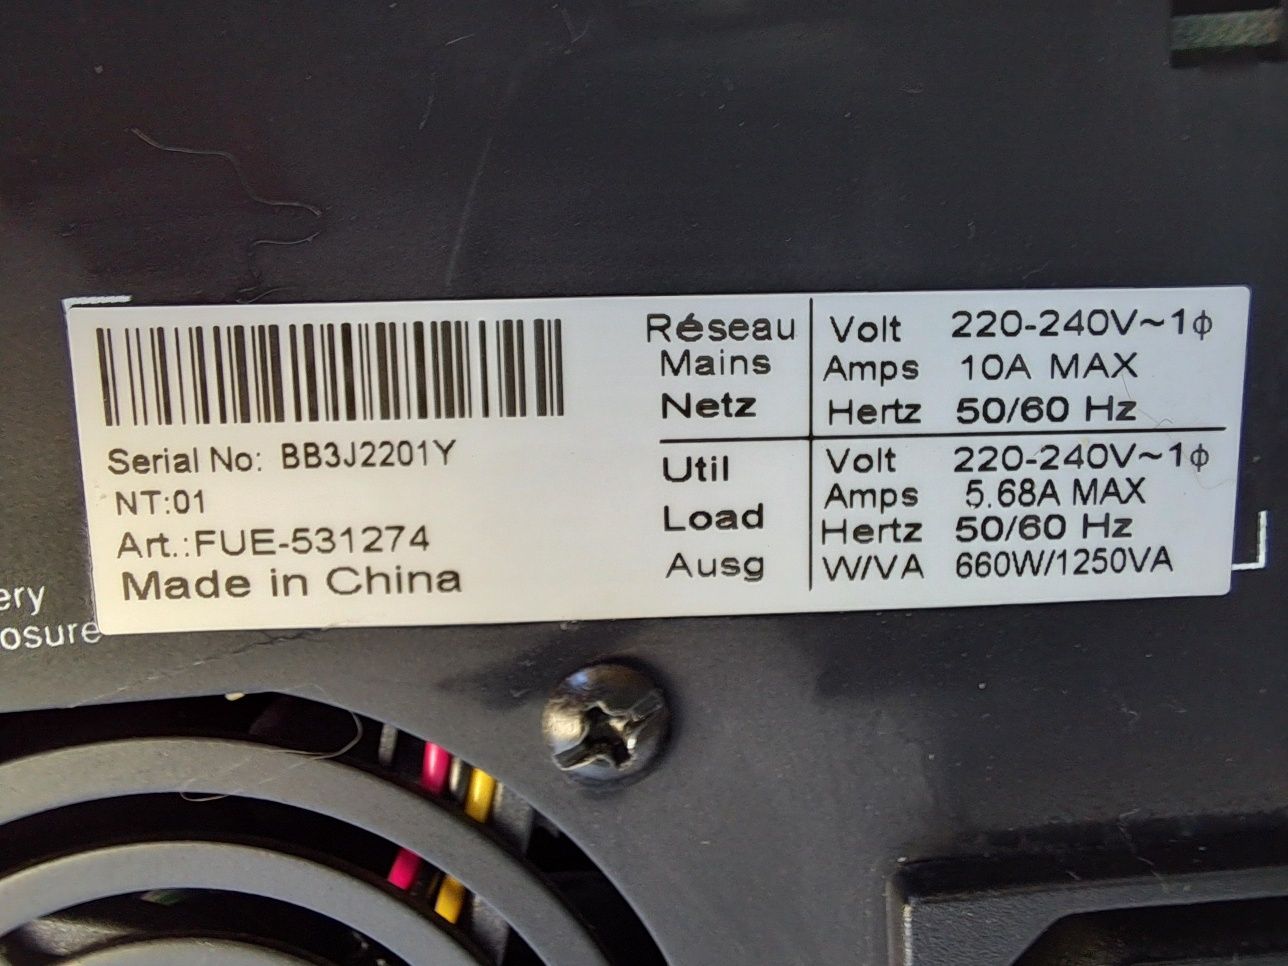 Serial No: BB3J2201Y
NT:01
Art.:FUE-531274
Made in China
Réseau
Mains
Netz
Volt 220-240V~1ϕ
Amps 10A MAX
Hertz 50/60 Hz
Util
Load
Ausg
Volt 220-240V~1ϕ
Amps 5.68A MAX
Hertz 50/60 Hz
W/VA 660W/1250VA
ery
osure